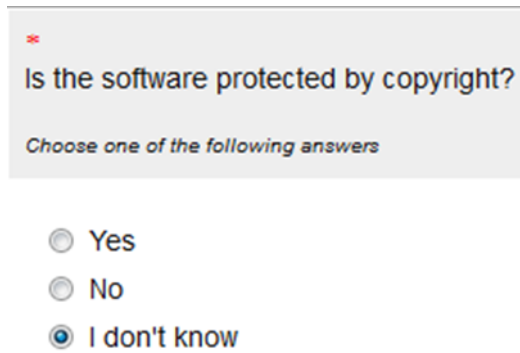 *
Is the software protected by copyright?
Choose one of the following answers
Yes
No
I don't know